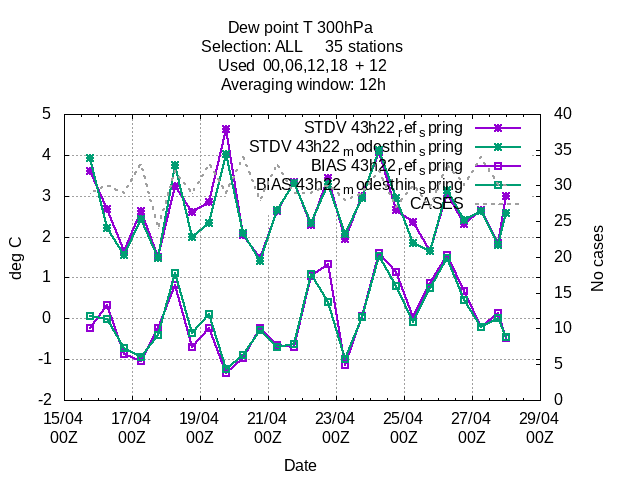 Dew point T 300hPa
Selection: ALL 35 stations
Used 00,06,12,18 + 12
Averaging window: 12h
5 40
STDV 43h22_ref_spring
STDV 43h22_modesthin_spring
4 35
BIAS 43h22_ref_spring
BIAS 43h22_modesthin_spring
30
3
CASES
25
2
20
1
15
0
10
-1
5
-2 0
deg C
No cases
15/04 17/04 19/04 21/04 23/04 25/04 27/04 29/04
00Z 00Z 00Z 00Z 00Z 00Z 00Z 00Z
Date